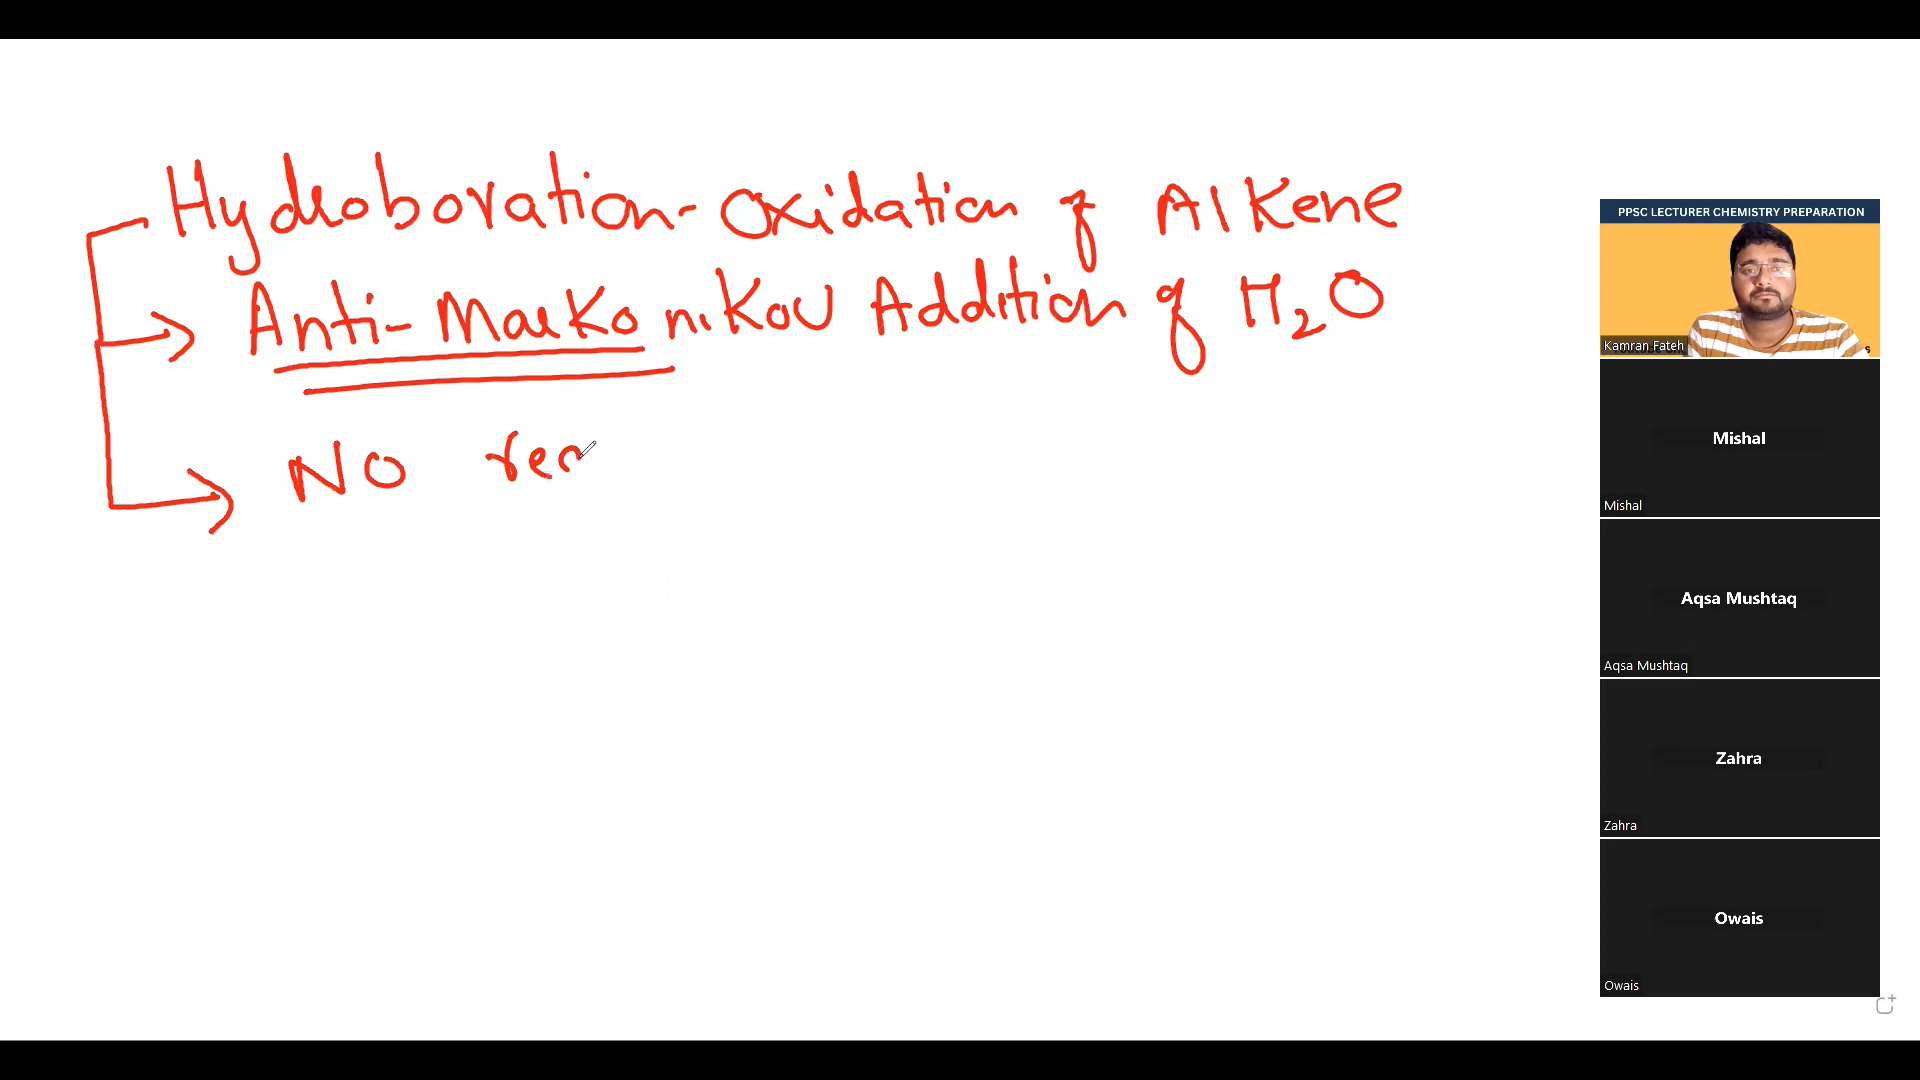 Hydroboration-Oxidation of Alkene
Anti-Markonikov Addition of H2O
NO rea
PPSC LECTURER CHEMISTRY PREPARATION
Kamran Fateh
Mishal
Mishal
Aqsa Mushtaq
Aqsa Mushtaq
Zahra
Zahra
Owais
Owais